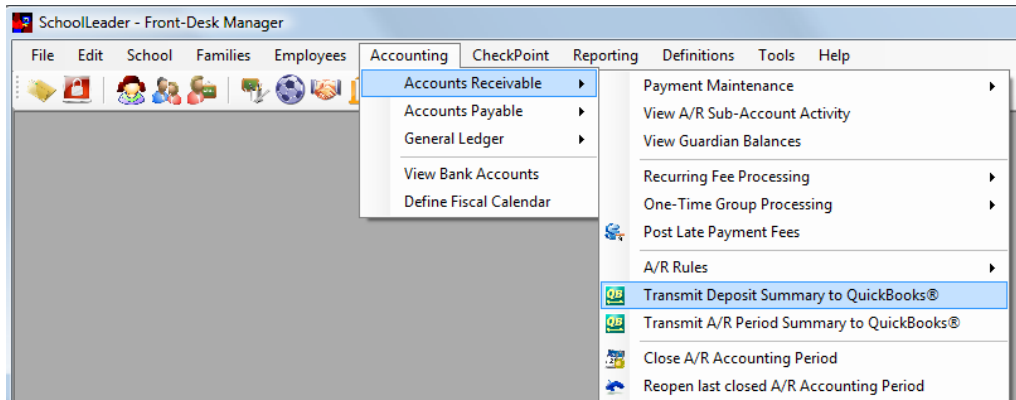 SchoolLeader - Front-Desk Manager
File Edit School Families Employees Accounting CheckPoint Reporting Definitions Tools Help
Accounts Receivable
Accounts Payable
General Ledger
View Bank Accounts
Define Fiscal Calendar
Payment Maintenance
View A/R Sub-Account Activity
View Guardian Balances
Recurring Fee Processing
One-Time Group Processing
Post Late Payment Fees
A/R Rules
QB Transmit Deposit Summary to QuickBooks®
QB Transmit A/R Period Summary to QuickBooks®
Close A/R Accounting Period
Reopen last closed A/R Accounting Period